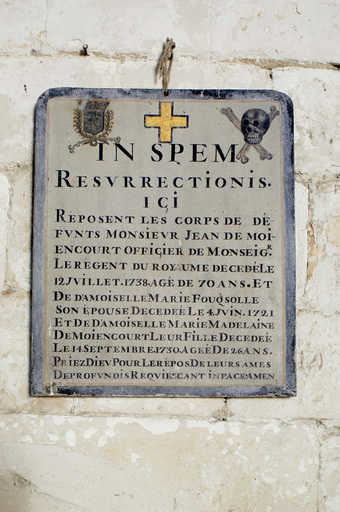 IN SPEM
RESVRRECTIONIS.
ICI
REPOSENT LES CORPS DE DÉ
FVNTS MONSIEVR JEAN DE MOI-
ENCOURT OFFICIER DE MONSEIG.R
LE REGENT DU ROYAUME DECEDÉ LE
12 JVILLET.1738.AGÉ DE 70 ANS. ET
DE DAMOISELLE MARIE FOUQSOLLE
SON ÉPOUSE DECEDÉE LE 4 JVIN.1721
ET DE DAMOISELLE MARIE MADELAINE
DE MOIENCOURT LEUR FILLE DECEDÉE
LE 14 SEPTEMBRE.1730.AGÉE DE 26 ANS.
PRIEZ DIEV POUR LE REPOS DE LEURS AMES
DE PROFVNDIS REQVIESCANT IN PACE AMEN